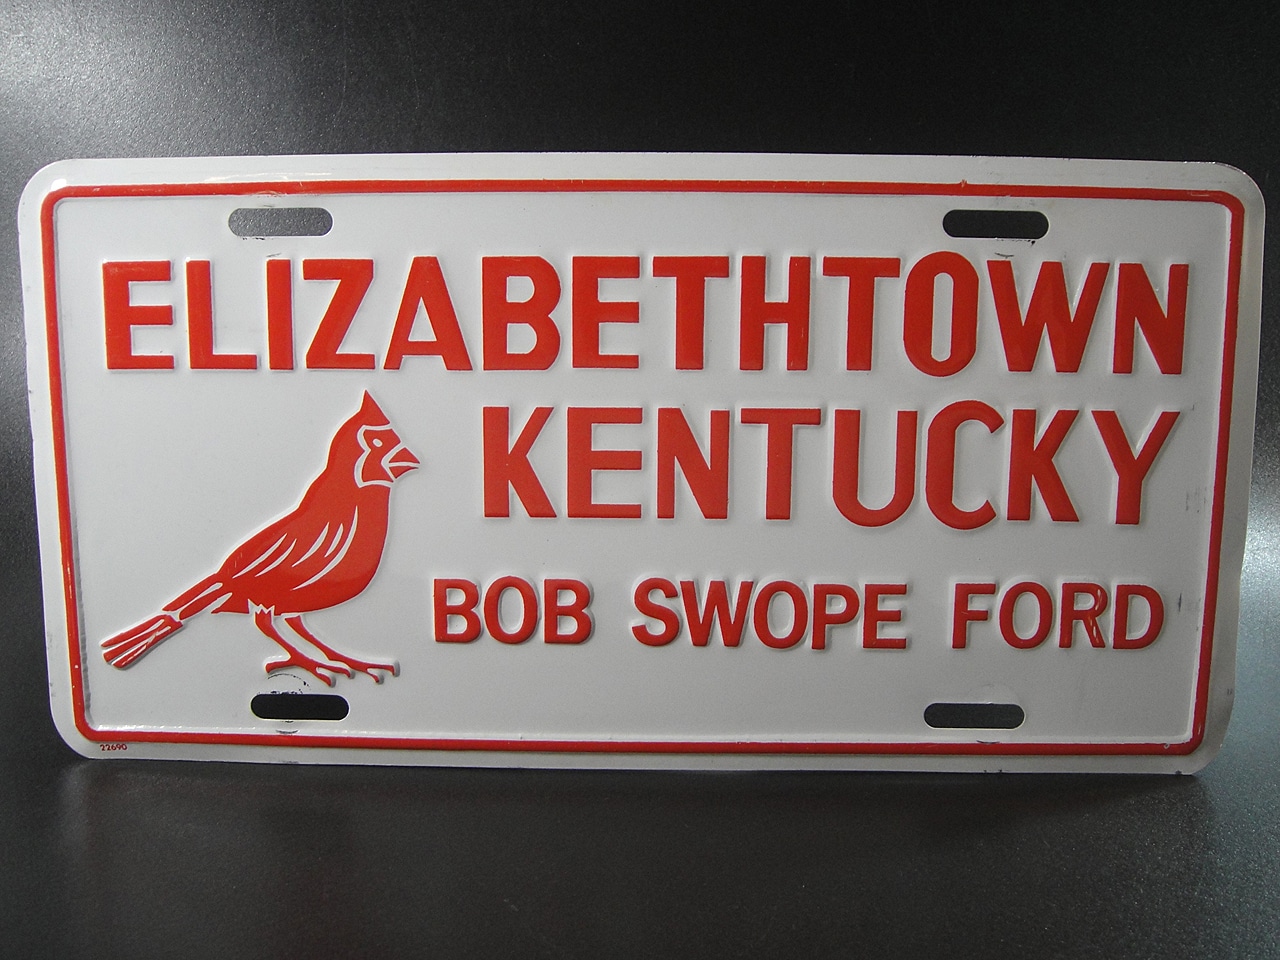 ELIZABETHTOWN
KENTUCKY
BOB SWOPE FORD
22690